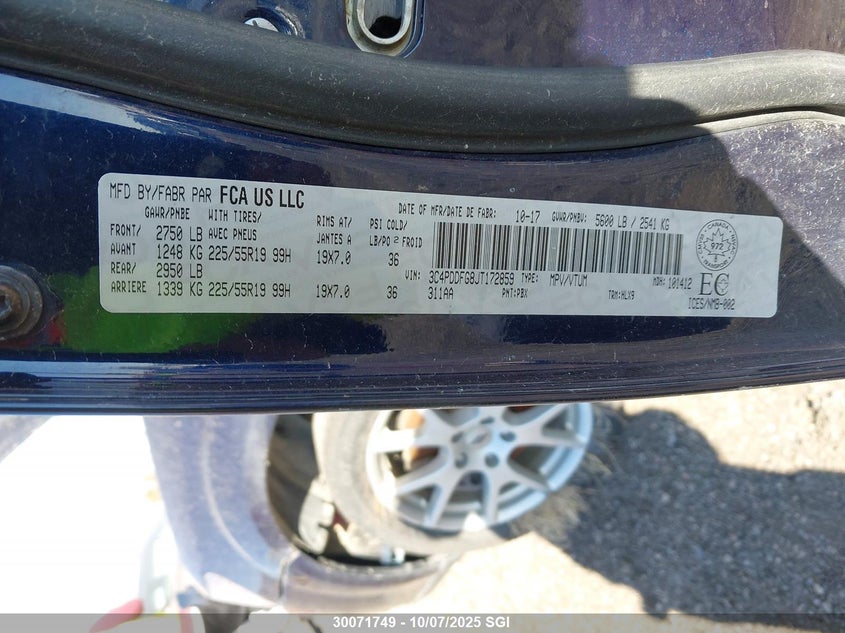 MFD BY/FABR PAR FCA US LLC
DATE OF MFR/DATE DE FABR: 10-17 GVWR/PNBV: 5600 LB / 2541 KG
GAWR/PNBE WITH TIRES/ RIMS AT/ PSI COLD/
FRONT/ 2750 LB AVEC PNEUS JANTES A LB/PO² FROID
AVANT 1248 KG 225/55R19 99H 19X7.0 36
REAR/ 2950 LB
ARRIERE 1339 KG 225/55R19 99H 19X7.0 36
VIN: 3C4PDDFG8JT172859 TYPE: MPV/VTUM MDH: 101412
311AA PNT:PBX TRM:HLX9
CANADA
TRANSPORT
972
EC
ICES/NMB-002
30071749 - 10/07/2025 SGI